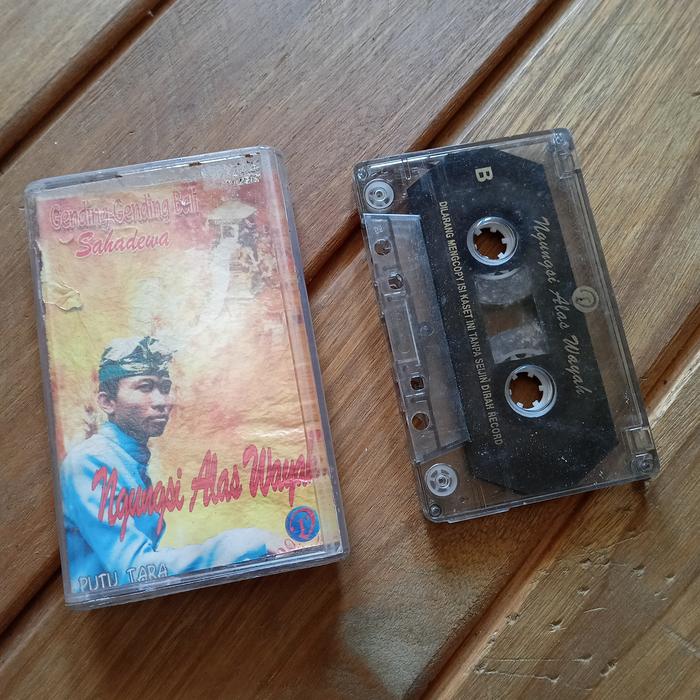 Gending-Gending Bali
Sahadewa
Ngungsi Alas Wayah
PUTU TARA
B
Ngungsi Alas Wayah
DILARANG MENGCOPY ISI KASET INI TANPA SEIJIN DIRAH RECORD